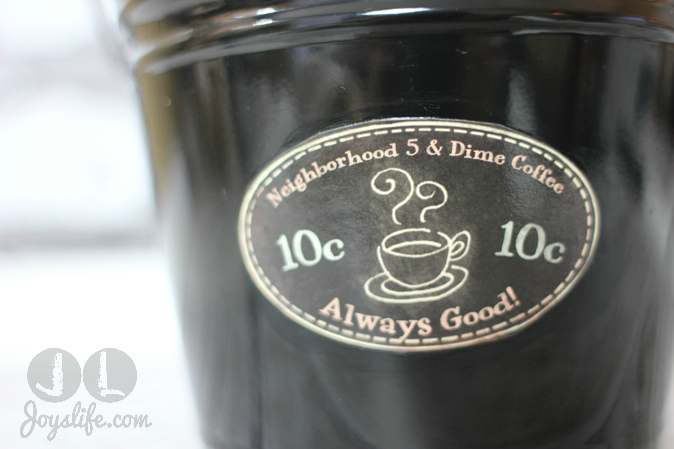 Neighborhood 5 & Dime Coffee
10c 10c
Always Good!
JL
Joyslife.com